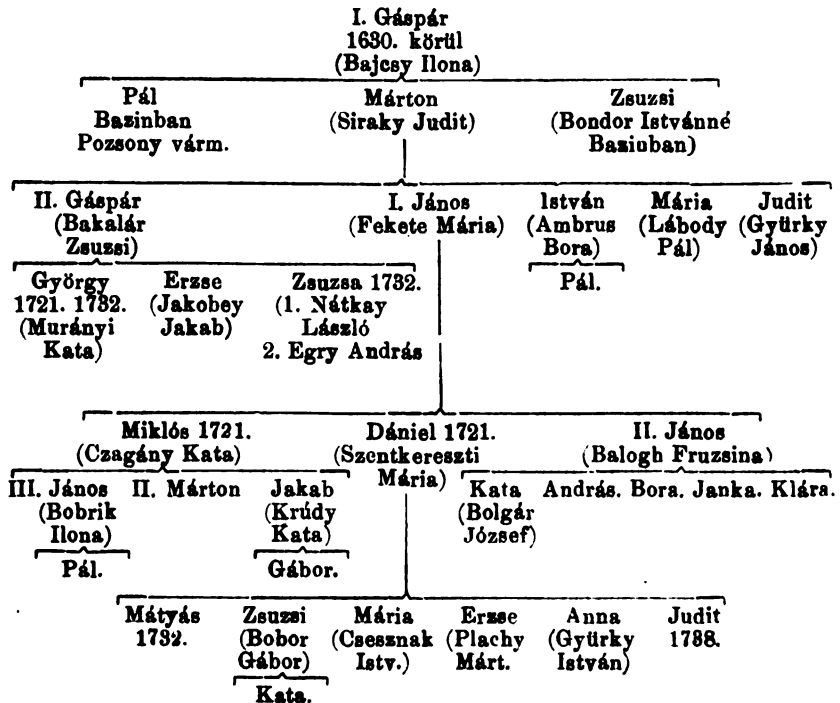 I. Gáspár
1630. körül
(Bajcsy Ilona)
Pál Márton Zsuzsi
Bazinban (Siraky Judit) (Bondor Istvánné
Pozsony várm. Bazinban)
II. Gáspár I. János István Mária Judit
(Bakalár (Fekete Mária) (Ambrus (Lábody (Gyürky
Zsuzsi) Bora) Pál) János)
György Erzse Zsuzsa 1732. Pál.
1721. 1732. (Jakobey (1. Nátkay
(Murányi Jakab) László
Kata) 2. Egry András
Miklós 1721. Dániel 1721. II. János
(Czagány Kata) (Szentkereszti (Balogh Fruzsina)
Mária)
III. János II. Márton Jakab Kata András. Bora. Janka. Klára.
(Bobrik (Krúdy (Bolgár
Ilona) Kata) József)
Pál. Gábor.
Mátyás Zsuzsi Mária Erzse Anna Judit
1732. (Bobor (Csesznak (Plachy (Gyürky 1738.
Gábor) Istv.) Márt. István)
Kata.